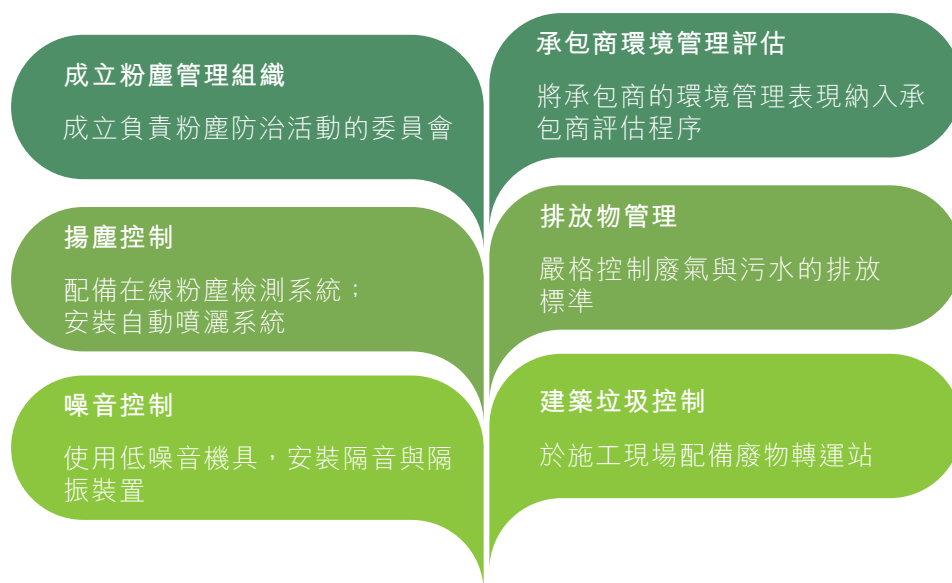 成立粉塵管理組織
成立負責粉塵防治活動的委員會
承包商環境管理評估
將承包商的環境管理表現納入承
包商評估程序
揚塵控制
配備在線粉塵檢測系統；
安裝自動噴灑系統
排放物管理
嚴格控制廢氣與污水的排放
標準
噪音控制
使用低噪音機具，安裝隔音與隔
振裝置
建築垃圾控制
於施工現場配備廢物轉運站